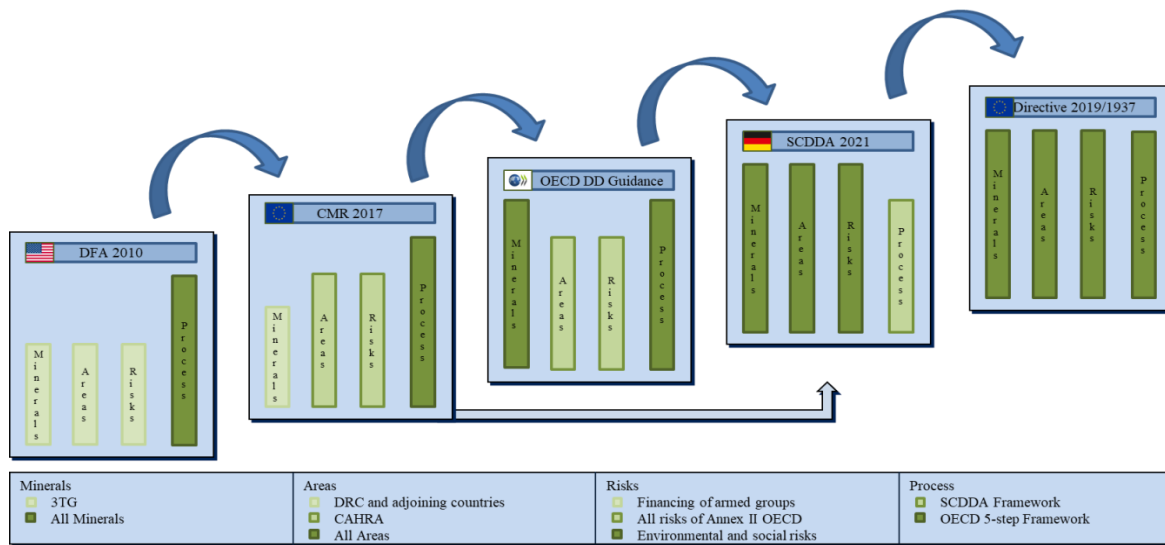 DFA 2010
Minerals
Areas
Risks
Process
CMR 2017
Minerals
Areas
Risks
Process
OECD DD Guidance
Minerals
Areas
Risks
Process
SCDDA 2021
Minerals
Areas
Risks
Process
Directive 2019/1937
Minerals
Areas
Risks
Process
Minerals
3TG
All Minerals
Areas
DRC and adjoining countries
CAHRA
All Areas
Risks
Financing of armed groups
All risks of Annex II OECD
Environmental and social risks
Process
SCDDA Framework
OECD 5-step Framework